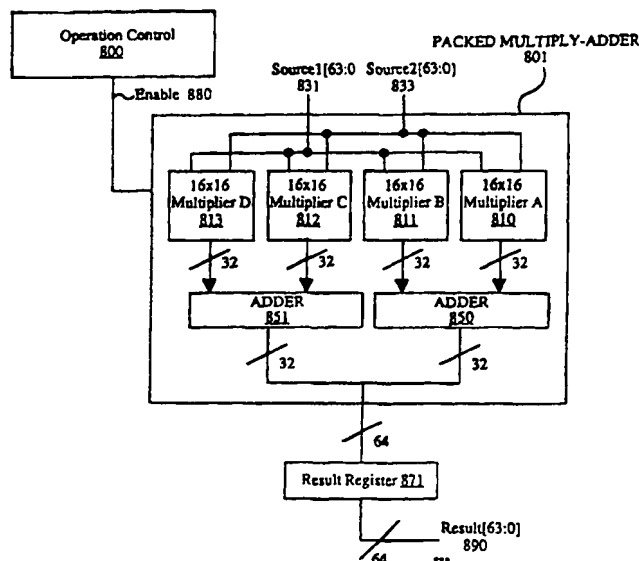 Operation Control
800
PACKED MULTIPLY-ADDER
801
Source1[63:0
831
Source2[63:0]
833
Enable 880
16x16
Multiplier D
813
16x16
Multiplier C
812
16x16
Multiplier B
811
16x16
Multiplier A
810
32
32
32
32
ADDER
851
ADDER
850
32
32
64
Result Register 871
Result[63:0]
890
64